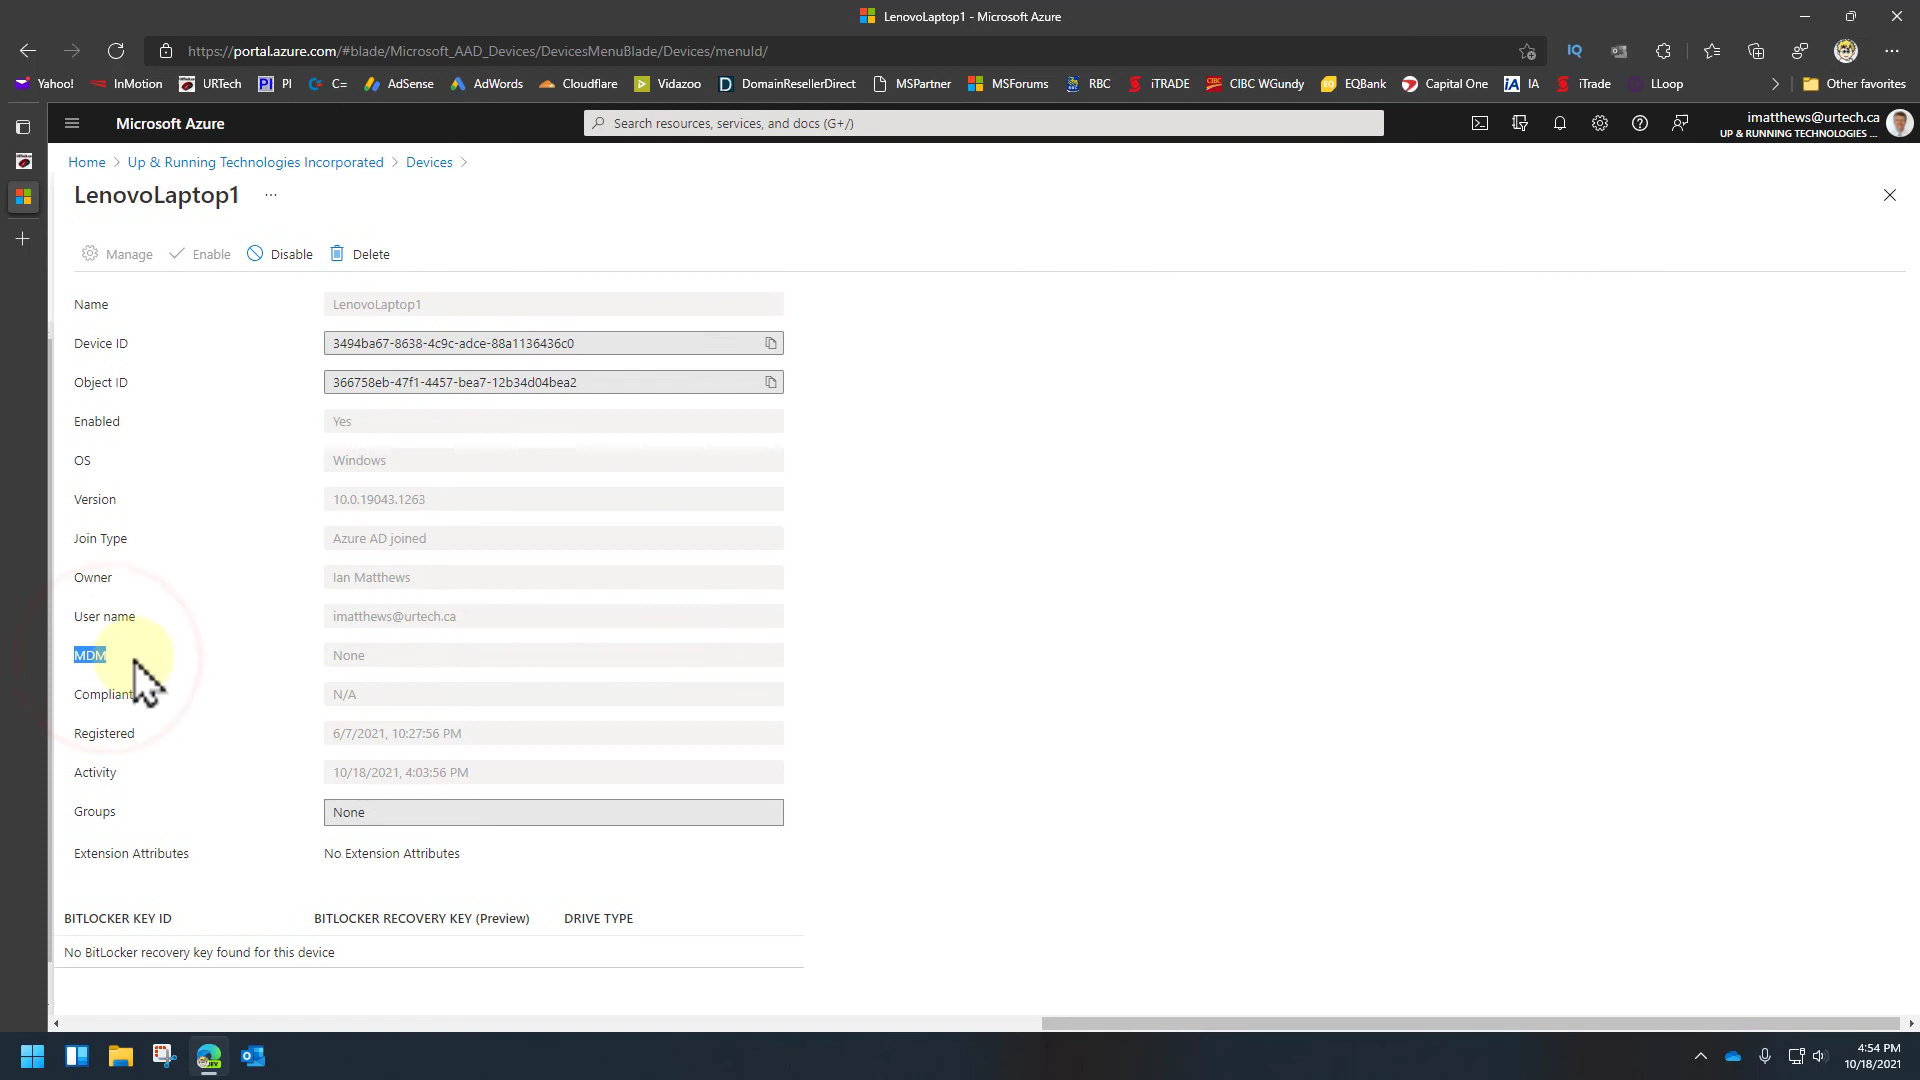 LenovoLaptop1 - Microsoft Azure
https://portal.azure.com/#blade/Microsoft_AAD_Devices/DevicesMenuBlade/Devices/menuId/
IQ
Yahoo! InMotion URTech PI PI C= AdSense AdWords Cloudflare Vidazoo DomainResellerDirect MSPartner MSForums RBC iTRADE CIBC WGundy EQBank Capital One IA IA iTrade LLoop Other favorites
Microsoft Azure
Search resources, services, and docs (G+/)
imatthews@urtech.ca
UP & RUNNING TECHNOLOGIES ...
Home > Up & Running Technologies Incorporated > Devices >
LenovoLaptop1 ...
Manage Enable Disable Delete
Name LenovoLaptop1
Device ID 3494ba67-8638-4c9c-adce-88a1136436c0
Object ID 366758eb-47f1-4457-bea7-12b34d04bea2
Enabled Yes
OS Windows
Version 10.0.19043.1263
Join Type Azure AD joined
Owner Ian Matthews
User name imatthews@urtech.ca
MDM None
Compliant N/A
Registered 6/7/2021, 10:27:56 PM
Activity 10/18/2021, 4:03:56 PM
Groups None
Extension Attributes No Extension Attributes
BITLOCKER KEY ID BITLOCKER RECOVERY KEY (Preview) DRIVE TYPE
No BitLocker recovery key found for this device
4:54 PM
10/18/2021